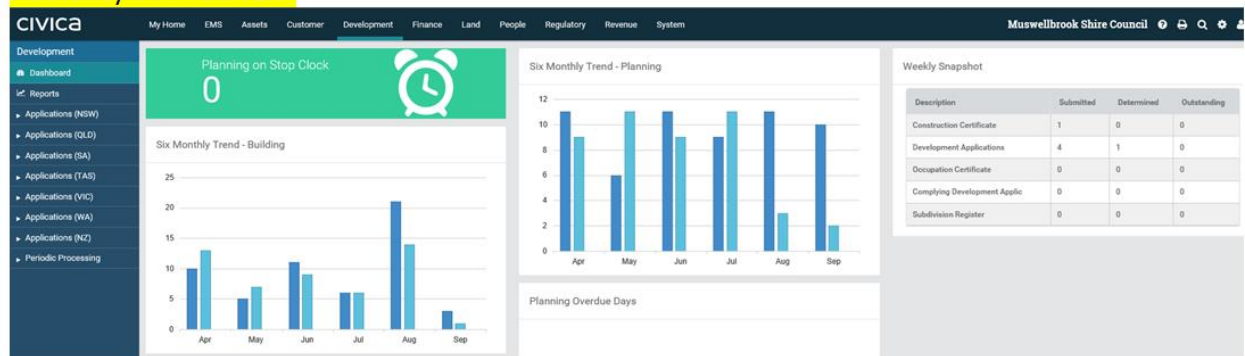 CIVICA
My Home EMS Assets Customer Development Finance Land People Regulatory Revenue System
Muswellbrook Shire Council
Development
Dashboard
Reports
Applications (NSW)
Applications (QLD)
Applications (SA)
Applications (TAS)
Applications (VIC)
Applications (WA)
Applications (NZ)
Periodic Processing
Planning on Stop Clock
0
Six Monthly Trend - Building
25
20
15
10
5
0
Apr May Jun Jul Aug Sep
Six Monthly Trend - Planning
12
10
8
6
4
2
0
Apr May Jun Jul Aug Sep
Planning Overdue Days
Weekly Snapshot
Description Submitted Determined Outstanding
Construction Certificate 1 0 0
Development Applications 4 1 0
Occupation Certificate 0 0 0
Complying Development Applic 0 0 0
Subdivision Register 0 0 0